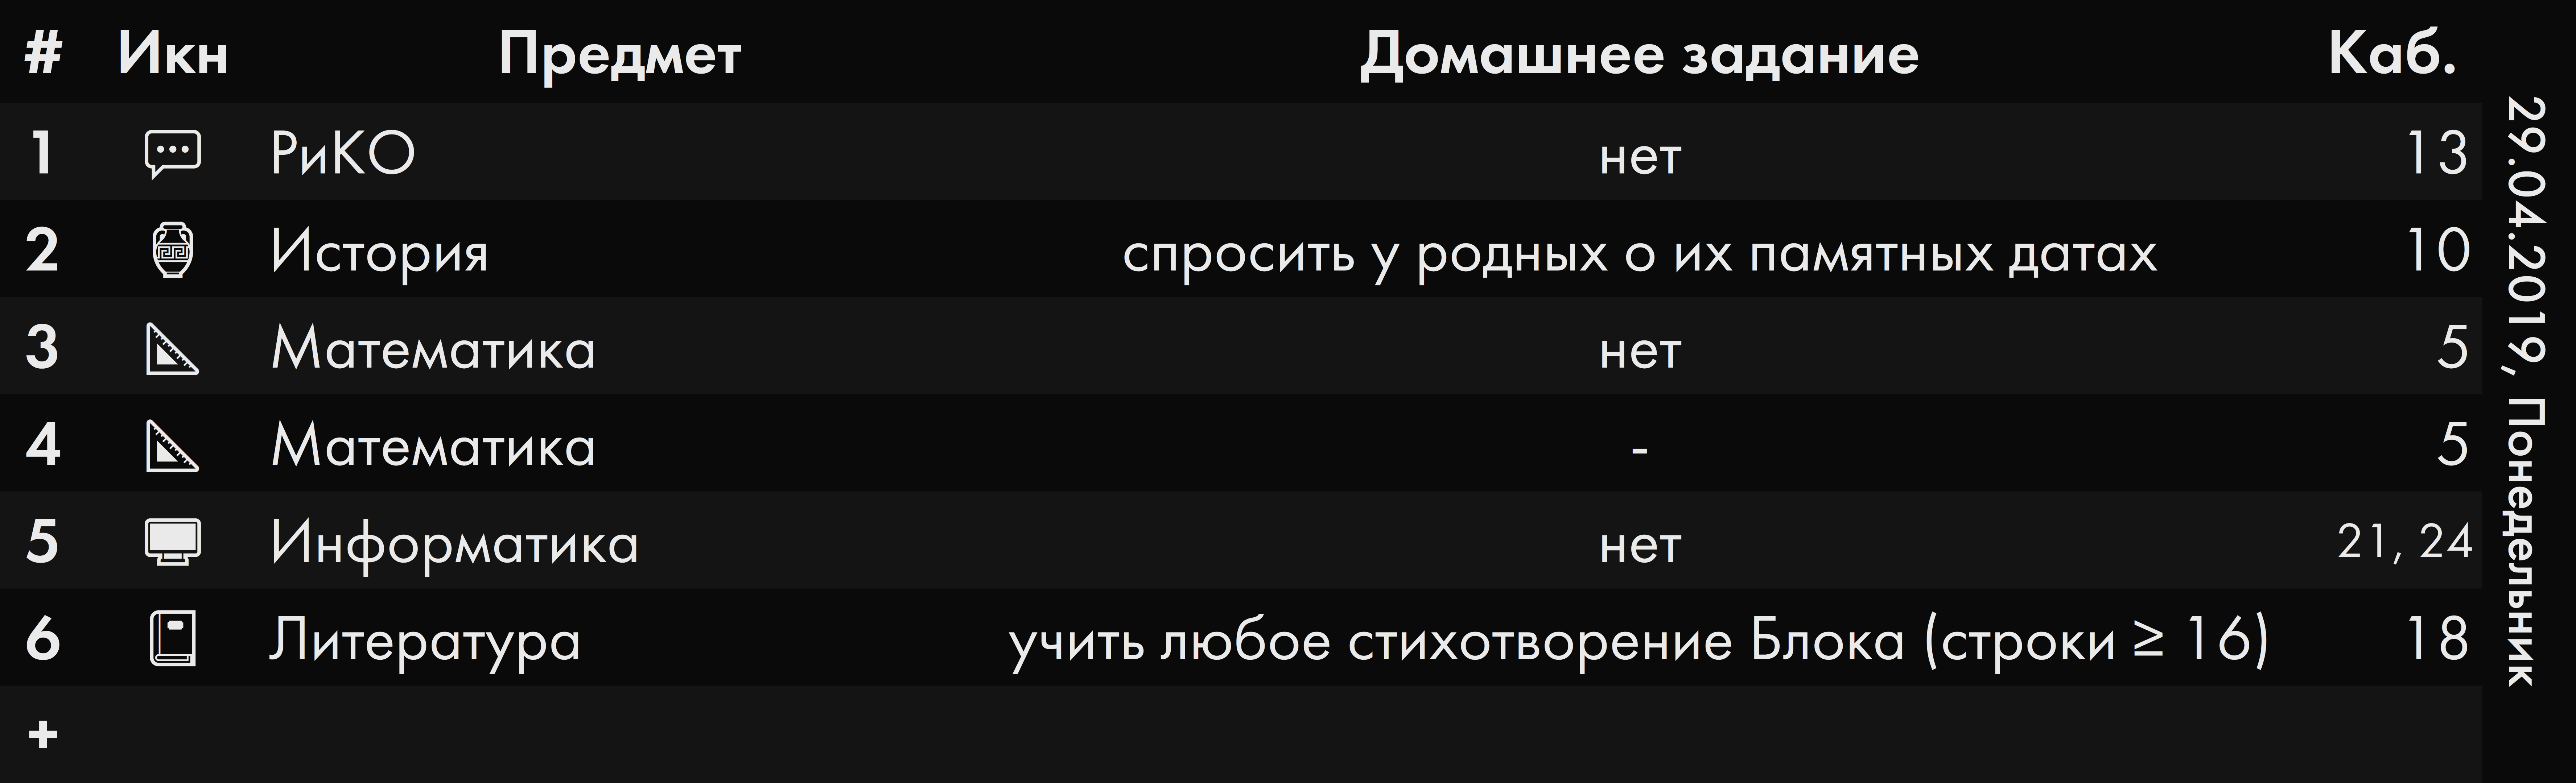 # Икн Предмет Домашнее задание Каб.
1 РиКО нет 13
2 История спросить у родных о их памятных датах 10
3 Математика нет 5
4 Математика - 5
5 Информатика нет 21, 24
6 Литература учить любое стихотворение Блока (строки ≥ 16) 18
+
29.04.2019, Понедельник